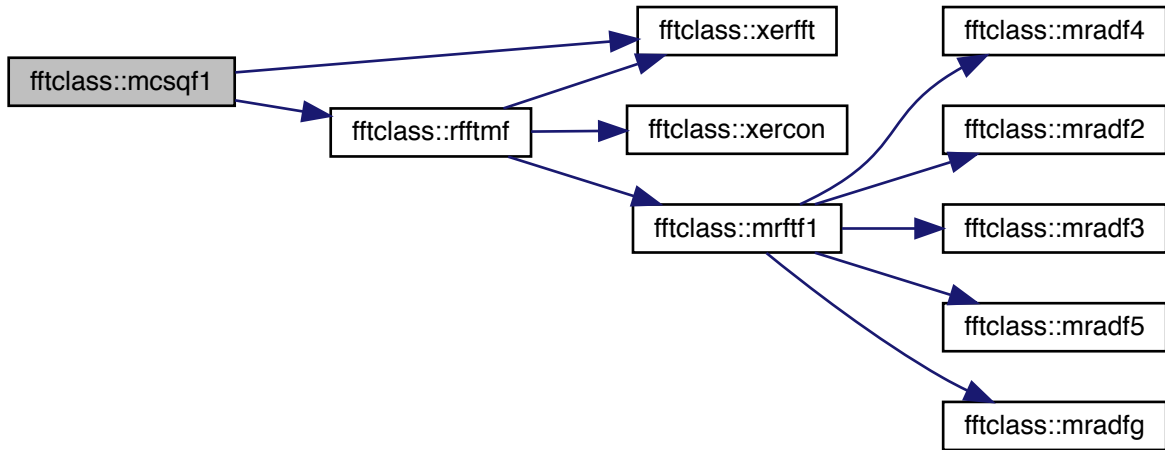 fftclass::mcsqf1
fftclass::rfftmf
fftclass::xerfft
fftclass::xercon
fftclass::mrftf1
fftclass::mradf4
fftclass::mradf2
fftclass::mradf3
fftclass::mradf5
fftclass::mradfg